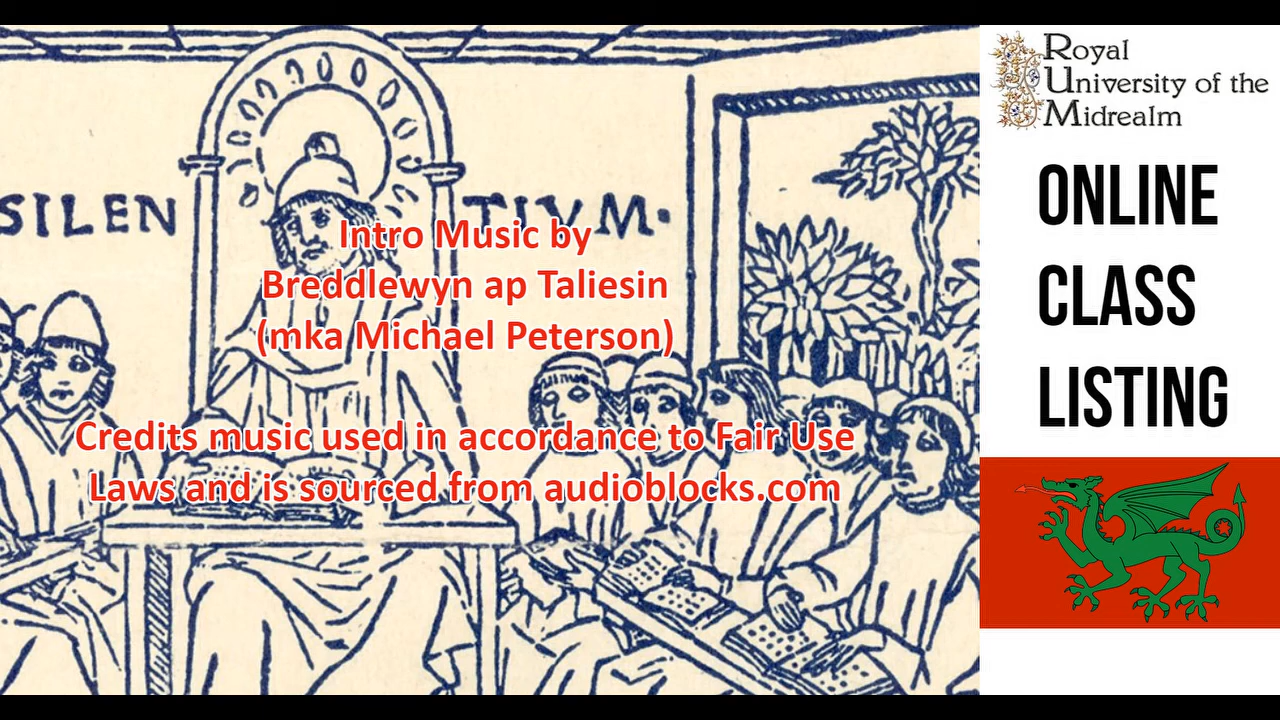 SILEN TIVM.
Intro Music by
Breddlewyn ap Taliesin
(mka Michael Peterson)
Credits music used in accordance to Fair Use
Laws and is sourced from audioblocks.com
Royal
University of the
Midrealm
ONLINE
CLASS
LISTING